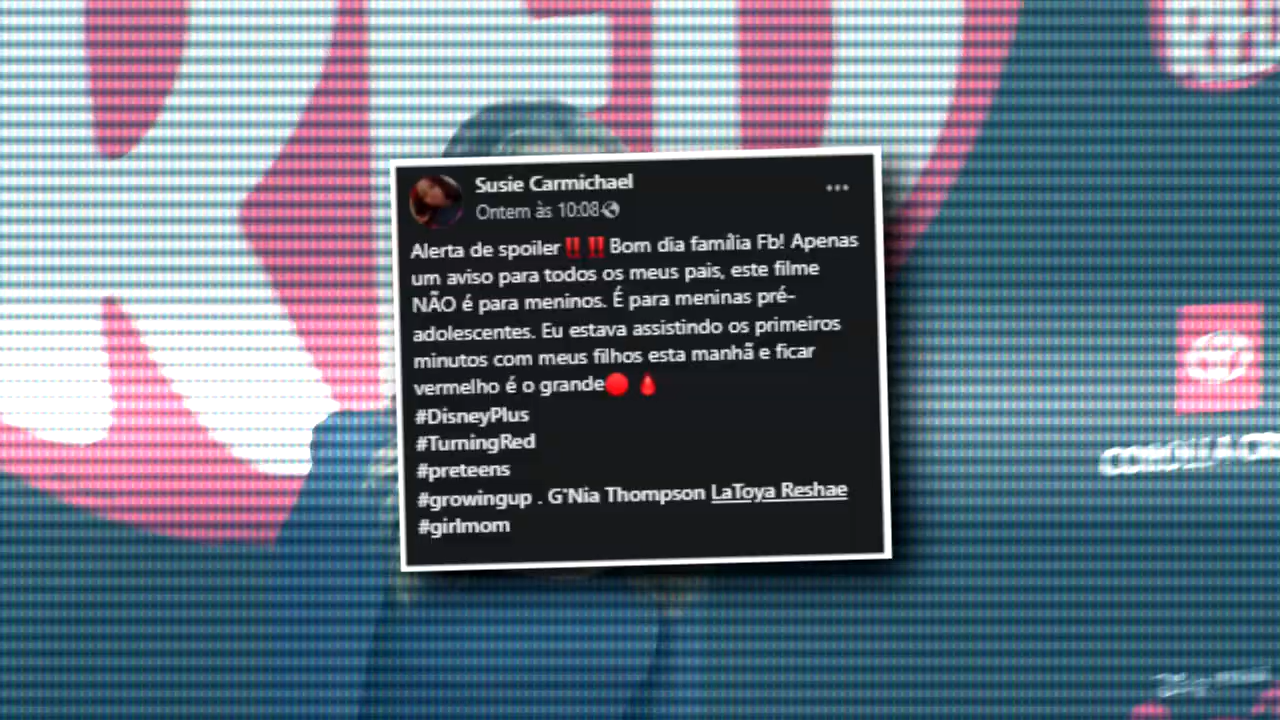 Susie Carmichael
Ontem às 10:08
Alerta de spoiler‼️‼️Bom dia família Fb! Apenas
um aviso para todos os meus pais, este filme
NÃO é para meninos. É para meninas pré-
adolescentes. Eu estava assistindo os primeiros
minutos com meus filhos esta manhã e ficar
vermelho é o grande🔴 🩸
#DisneyPlus
#TurningRed
#preteens
#growingup . G'Nia Thompson LaToya Reshae
#girlmom